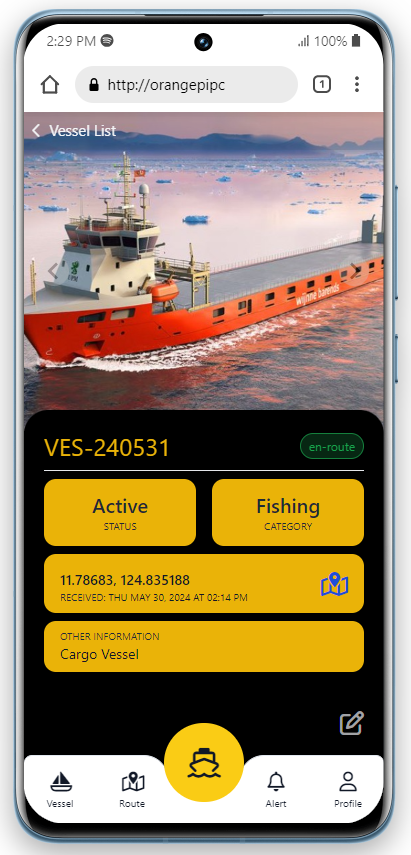 2:29 PM
100%
http://orangepipc
1
Vessel List
UPM
wijnne barends
VES-240531
en-route
Active
STATUS
Fishing
CATEGORY
11.78683, 124.835188
RECEIVED: THU MAY 30, 2024 AT 02:14 PM
OTHER INFORMATION
Cargo Vessel
Vessel
Route
Alert
Profile